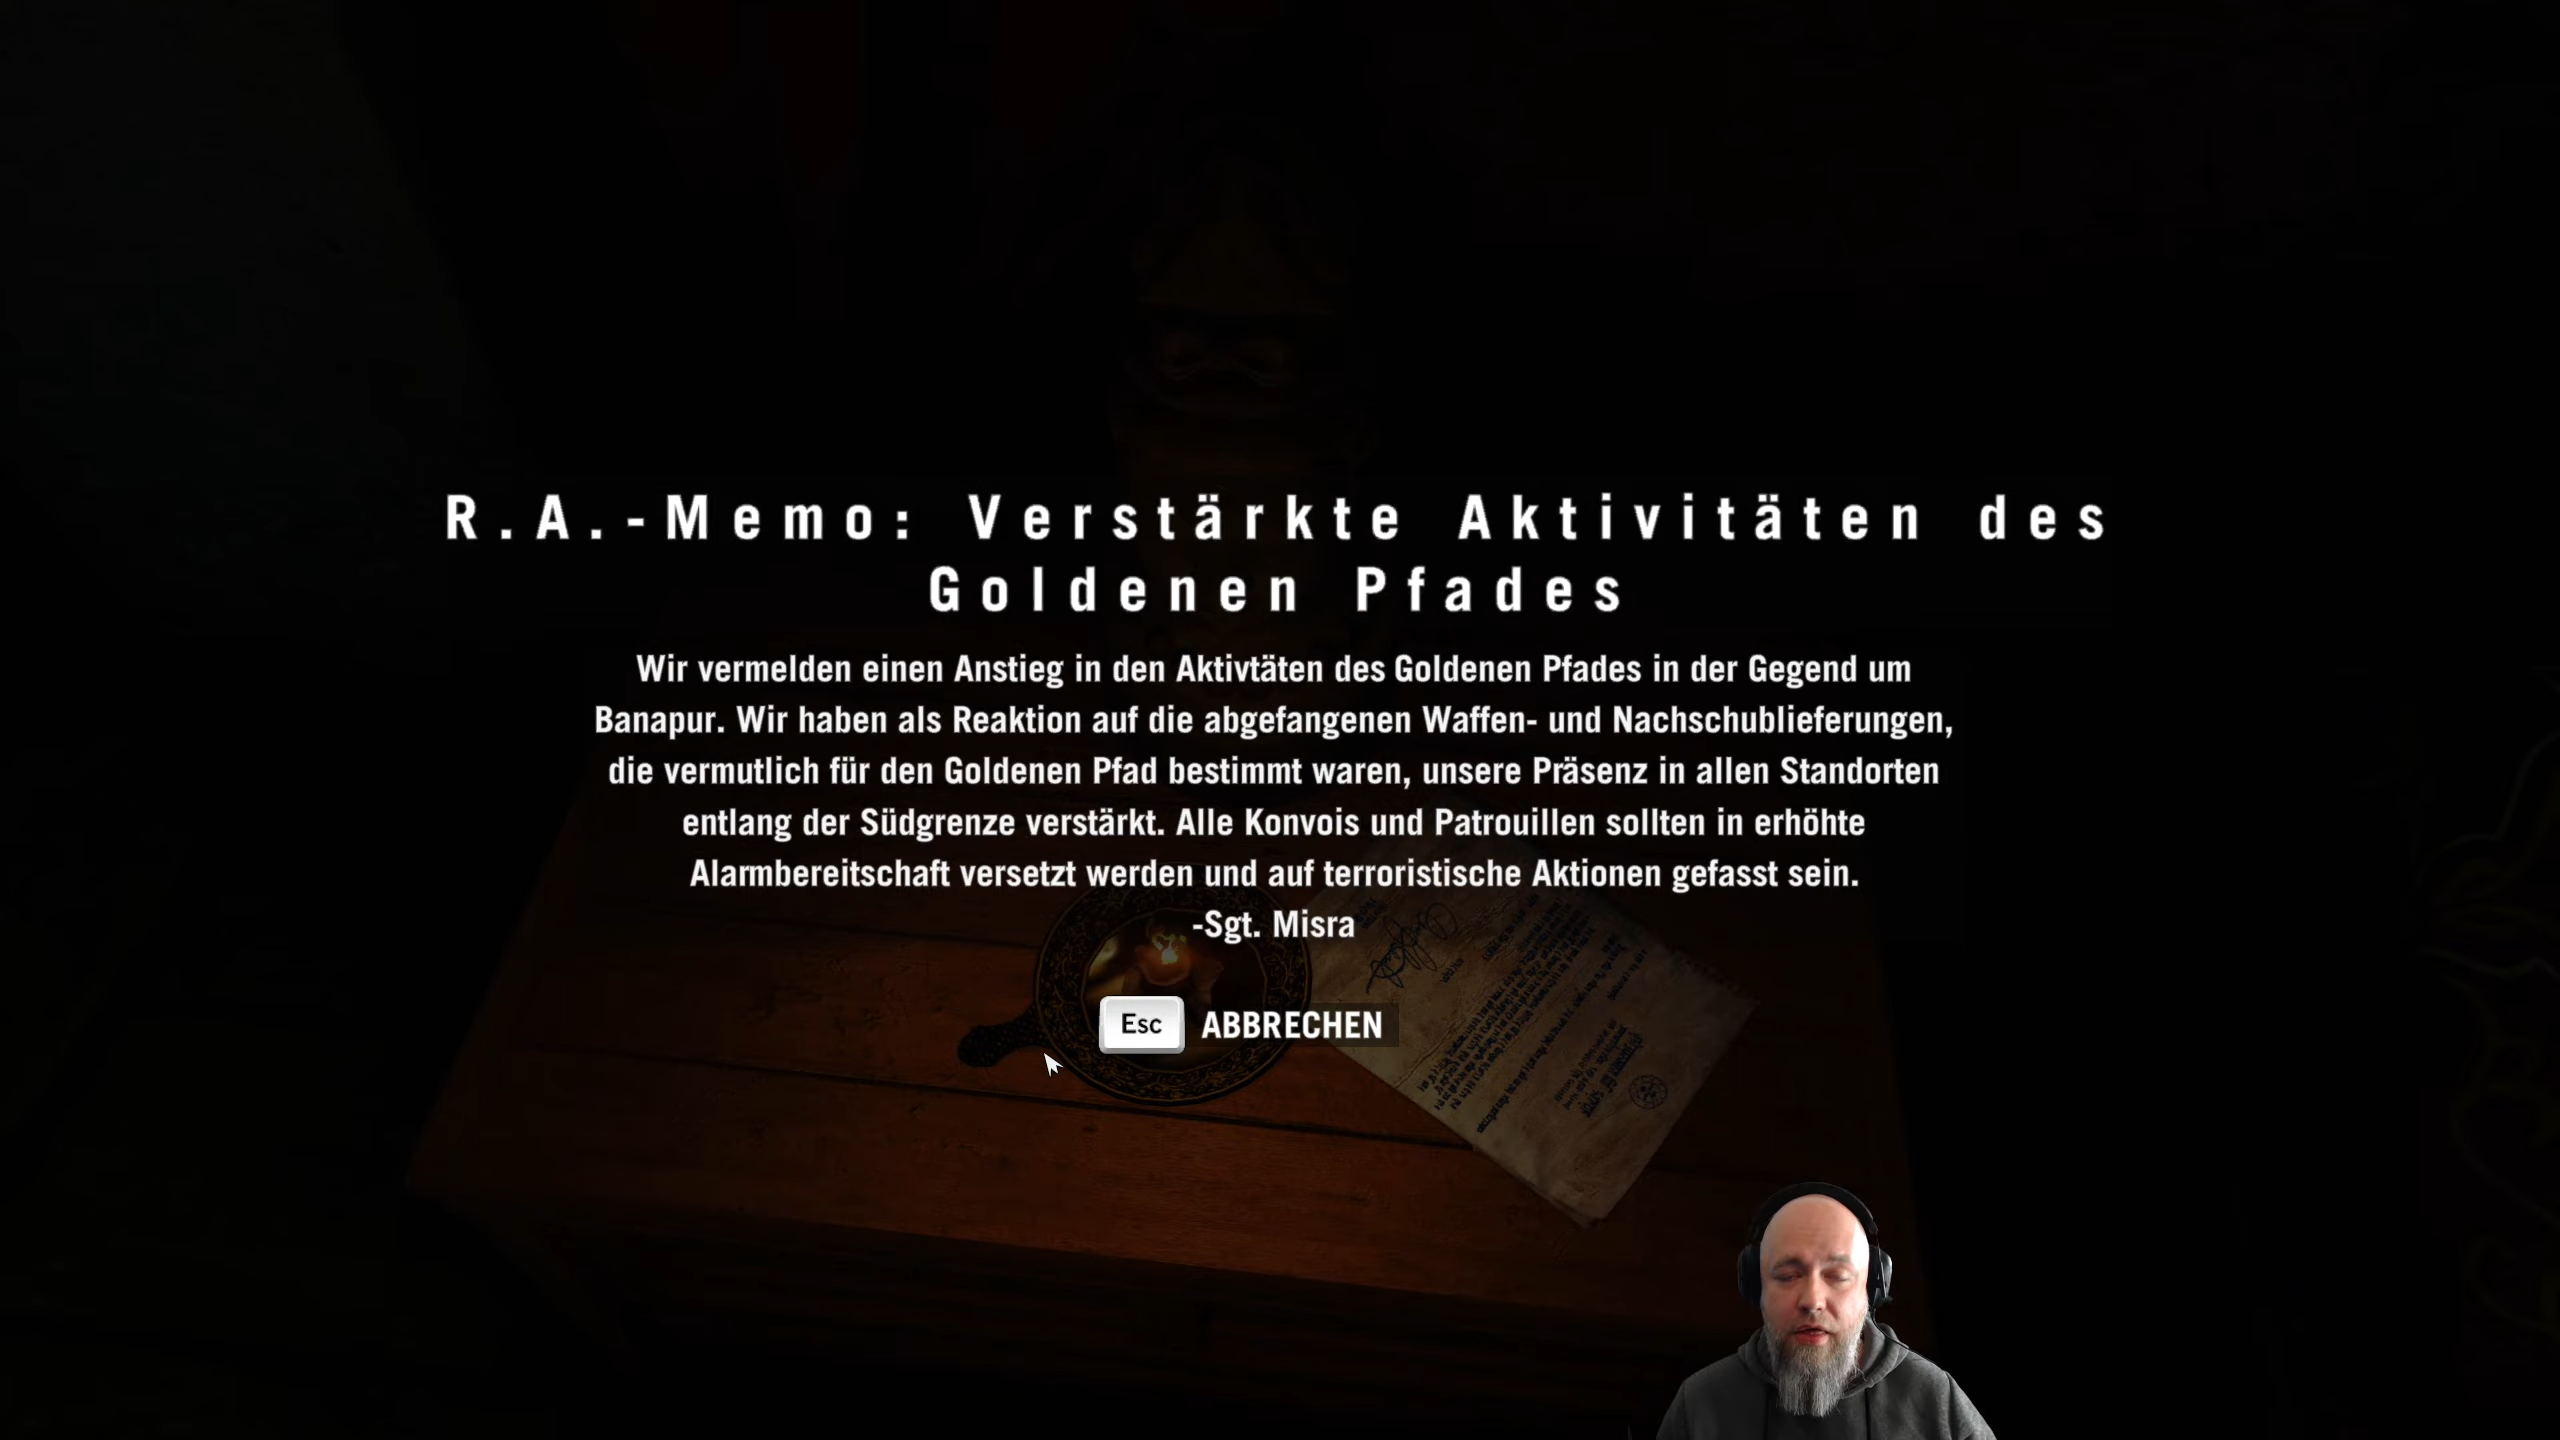 R.A.-Memo: Verstärkte Aktivitäten des
Goldenen Pfades
Wir vermelden einen Anstieg in den Aktivtäten des Goldenen Pfades in der Gegend um
Banapur. Wir haben als Reaktion auf die abgefangenen Waffen- und Nachschublieferungen,
die vermutlich für den Goldenen Pfad bestimmt waren, unsere Präsenz in allen Standorten
entlang der Südgrenze verstärkt. Alle Konvois und Patrouillen sollten in erhöhte
Alarmbereitschaft versetzt werden und auf terroristische Aktionen gefasst sein.
-Sgt. Misra
Esc ABBRECHEN